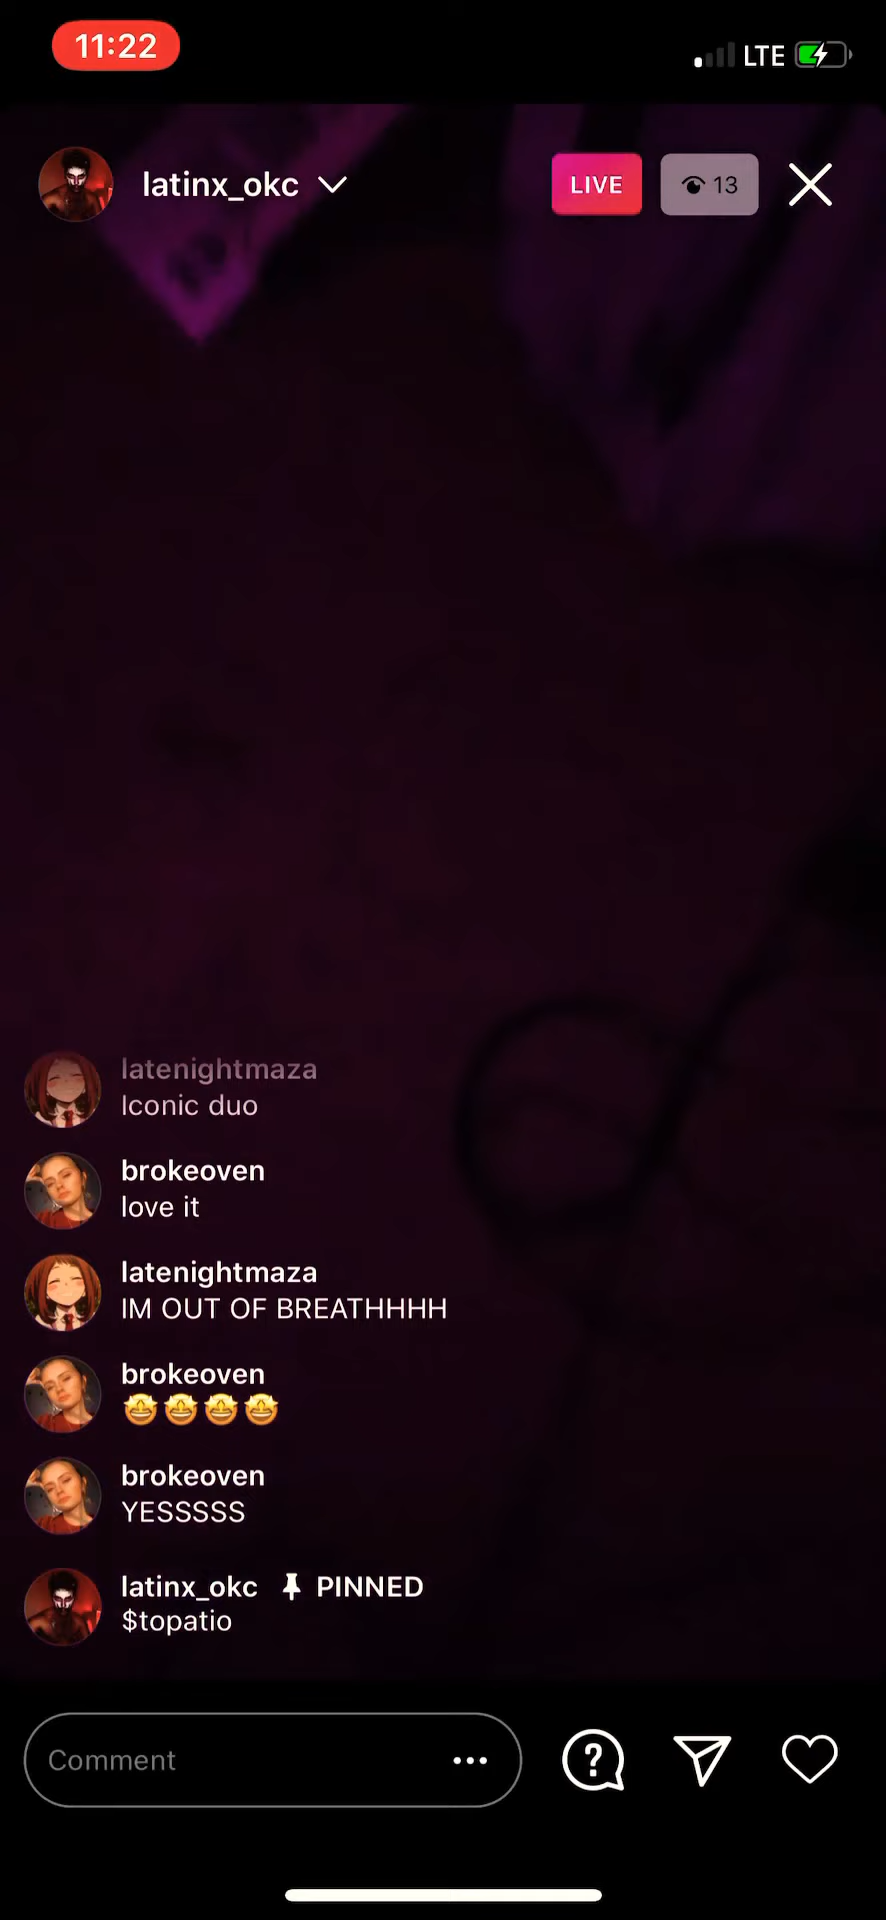 11:22
LTE
latinx_okc
LIVE
13
latenightmaza
Iconic duo
brokeoven
love it
latenightmaza
IM OUT OF BREATHHHH
brokeoven
🤩🤩🤩🤩
brokeoven
YESSSSS
latinx_okc PINNED
$topatio
Comment